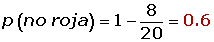 p (no roja) = 1 - 8/20 = 0.6